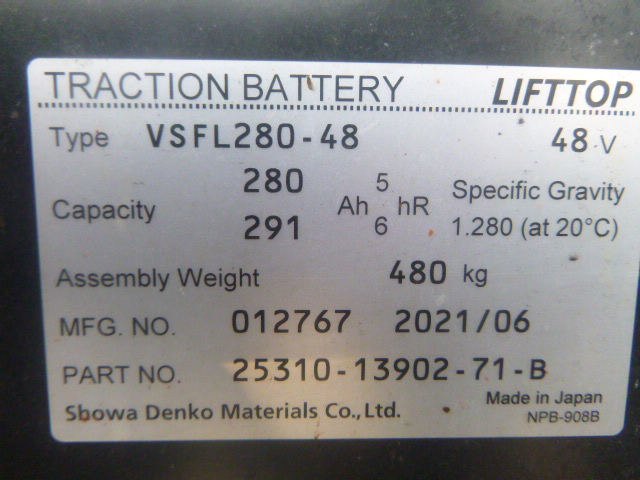 TRACTION BATTERY LIFTTOP
Type VSFL280-48 48 V
Capacity 280 Ah 5 hR Specific Gravity
291 6 1.280 (at 20°C)
Assembly Weight 480 kg
MFG. NO. 012767 2021/06
PART NO. 25310-13902-71-B
Showa Denko Materials Co.,Ltd. Made in Japan
NPB-908B